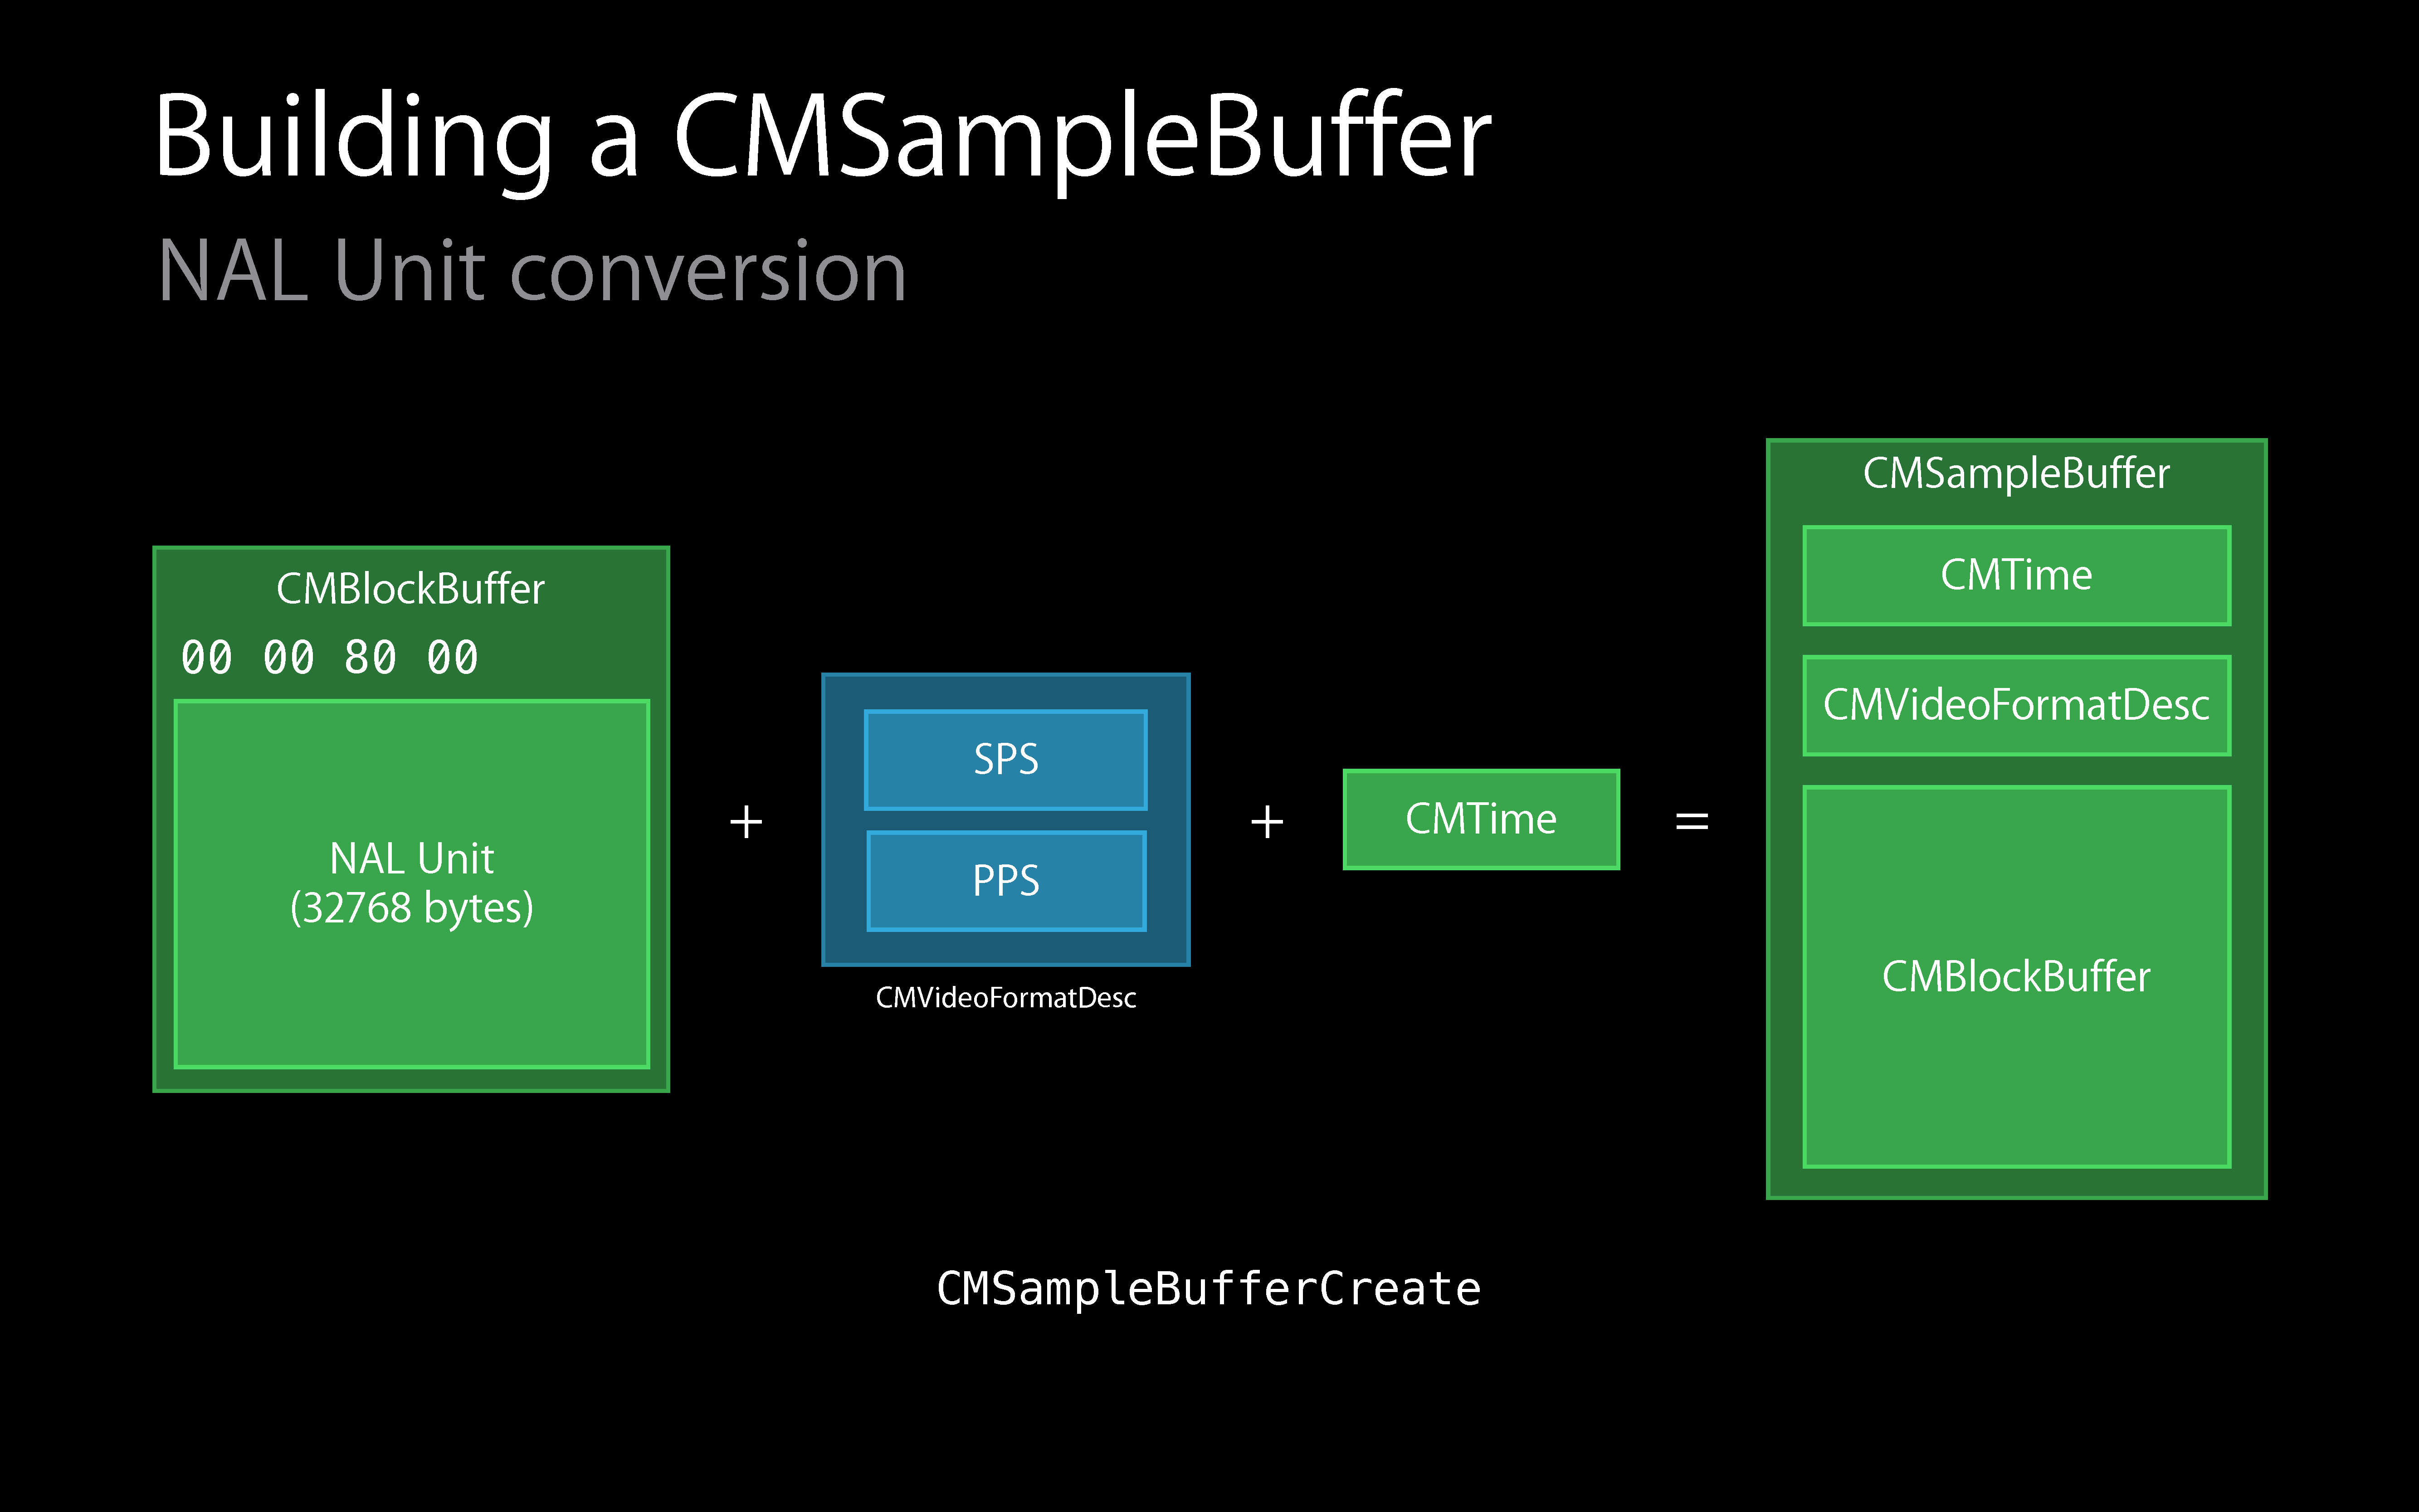 Building a CMSampleBuffer
NAL Unit conversion
CMBlockBuffer
00 00 80 00
NAL Unit
(32768 bytes)
+
SPS
PPS
CMVideoFormatDesc
+
CMTime
=
CMSampleBuffer
CMTime
CMVideoFormatDesc
CMBlockBuffer
CMSampleBufferCreate